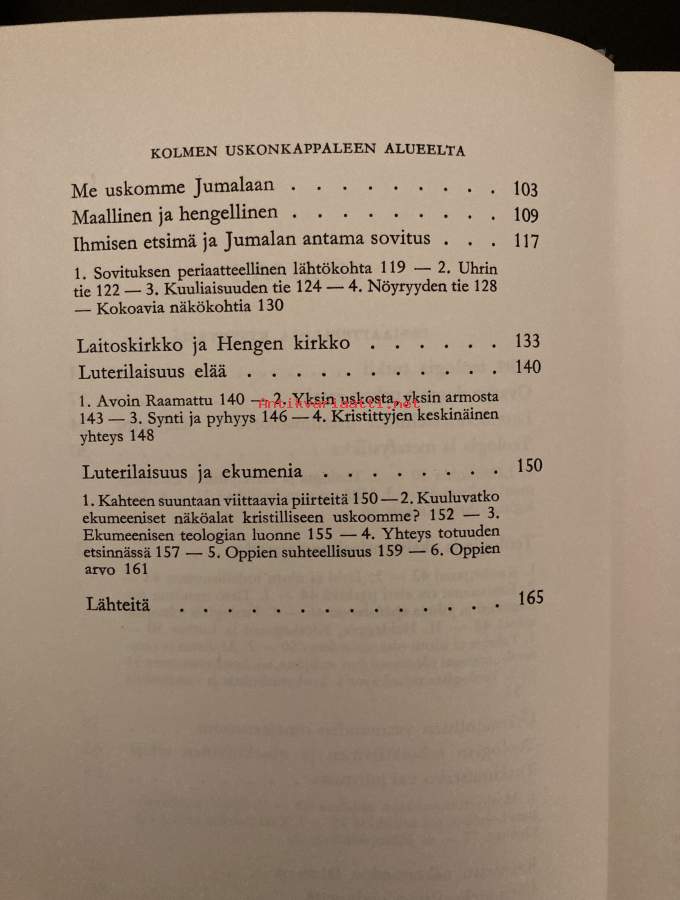 KOLMEN USKONKAPPALEEN ALUEELTA
Me uskomme Jumalaan . . . . . . . . . 103
Maallinen ja hengellinen . . . . . . . . . 109
Ihmisen etsimä ja Jumalan antama sovitus . . . 117
1. Sovituksen periaatteellinen lähtökohta 119 — 2. Uhrin
tie 122 — 3. Kuuliaisuuden tie 124 — 4. Nöyryyden tie 128
— Kokoavia näkökohtia 130
Laitoskirkko ja Hengen kirkko . . . . . . 133
Luterilaisuus elää . . . . . . . . . . . 140
1. Avoin Raamattu 140 — 2. Yksin uskosta, yksin armosta
Antikvariaatti.net
143 — 3. Synti ja pyhyys 146 — 4. Kristittyjen keskinäinen
yhteys 148
Luterilaisuus ja ekumenia . . . . . . . . 150
1. Kahteen suuntaan viittaavia piirteitä 150 — 2. Kuuluvatko
ekumeeniset näköalat kristilliseen uskoomme? 152 — 3.
Ekumeenisen teologian luonne 155 — 4. Yhteys totuuden
etsinnässä 157 — 5. Oppien suhteellisuus 159 — 6. Oppien
arvo 161
Lähteitä . . . . . . . . . . . . . . 165